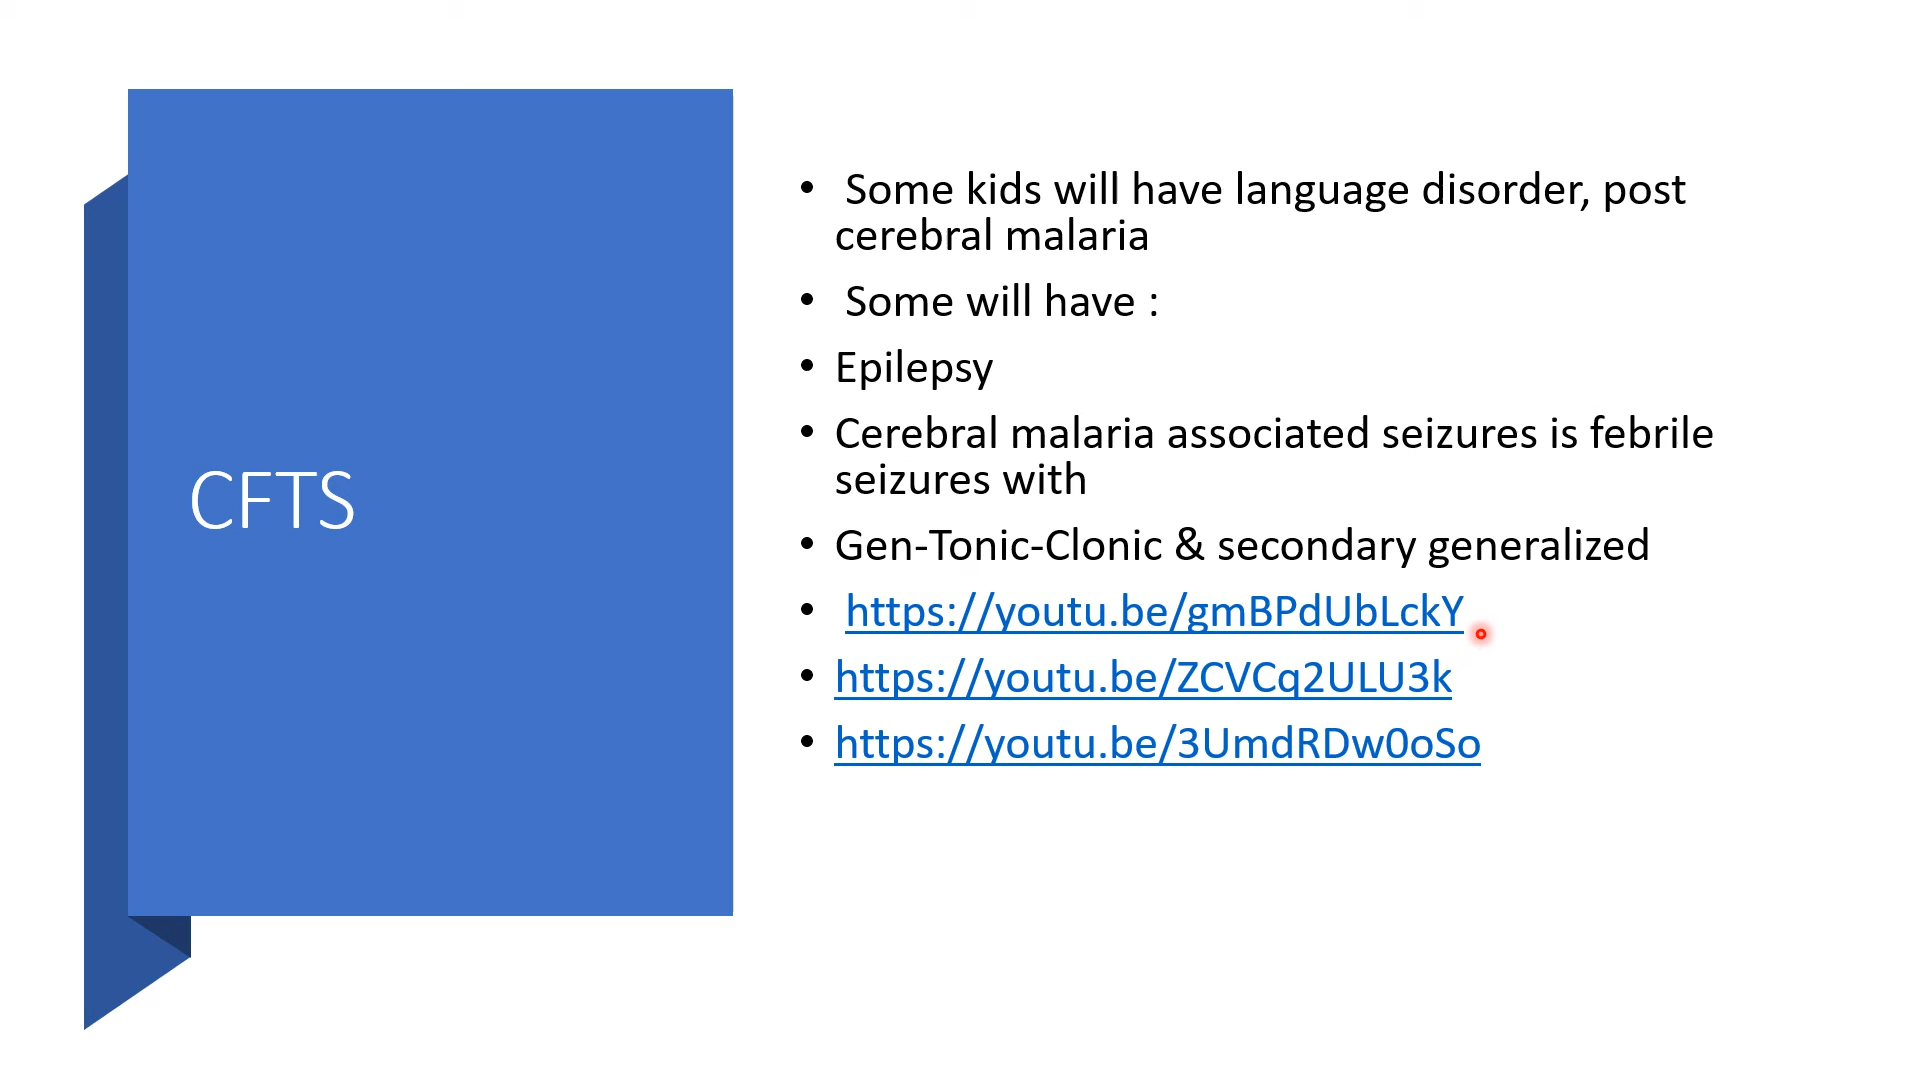 CFTS
• Some kids will have language disorder, post
cerebral malaria
• Some will have :
• Epilepsy
• Cerebral malaria associated seizures is febrile
seizures with
• Gen-Tonic-Clonic & secondary generalized
• https://youtu.be/gmBPdUbLckY
• https://youtu.be/ZCVCq2ULU3k
• https://youtu.be/3UmdRDw0oSo